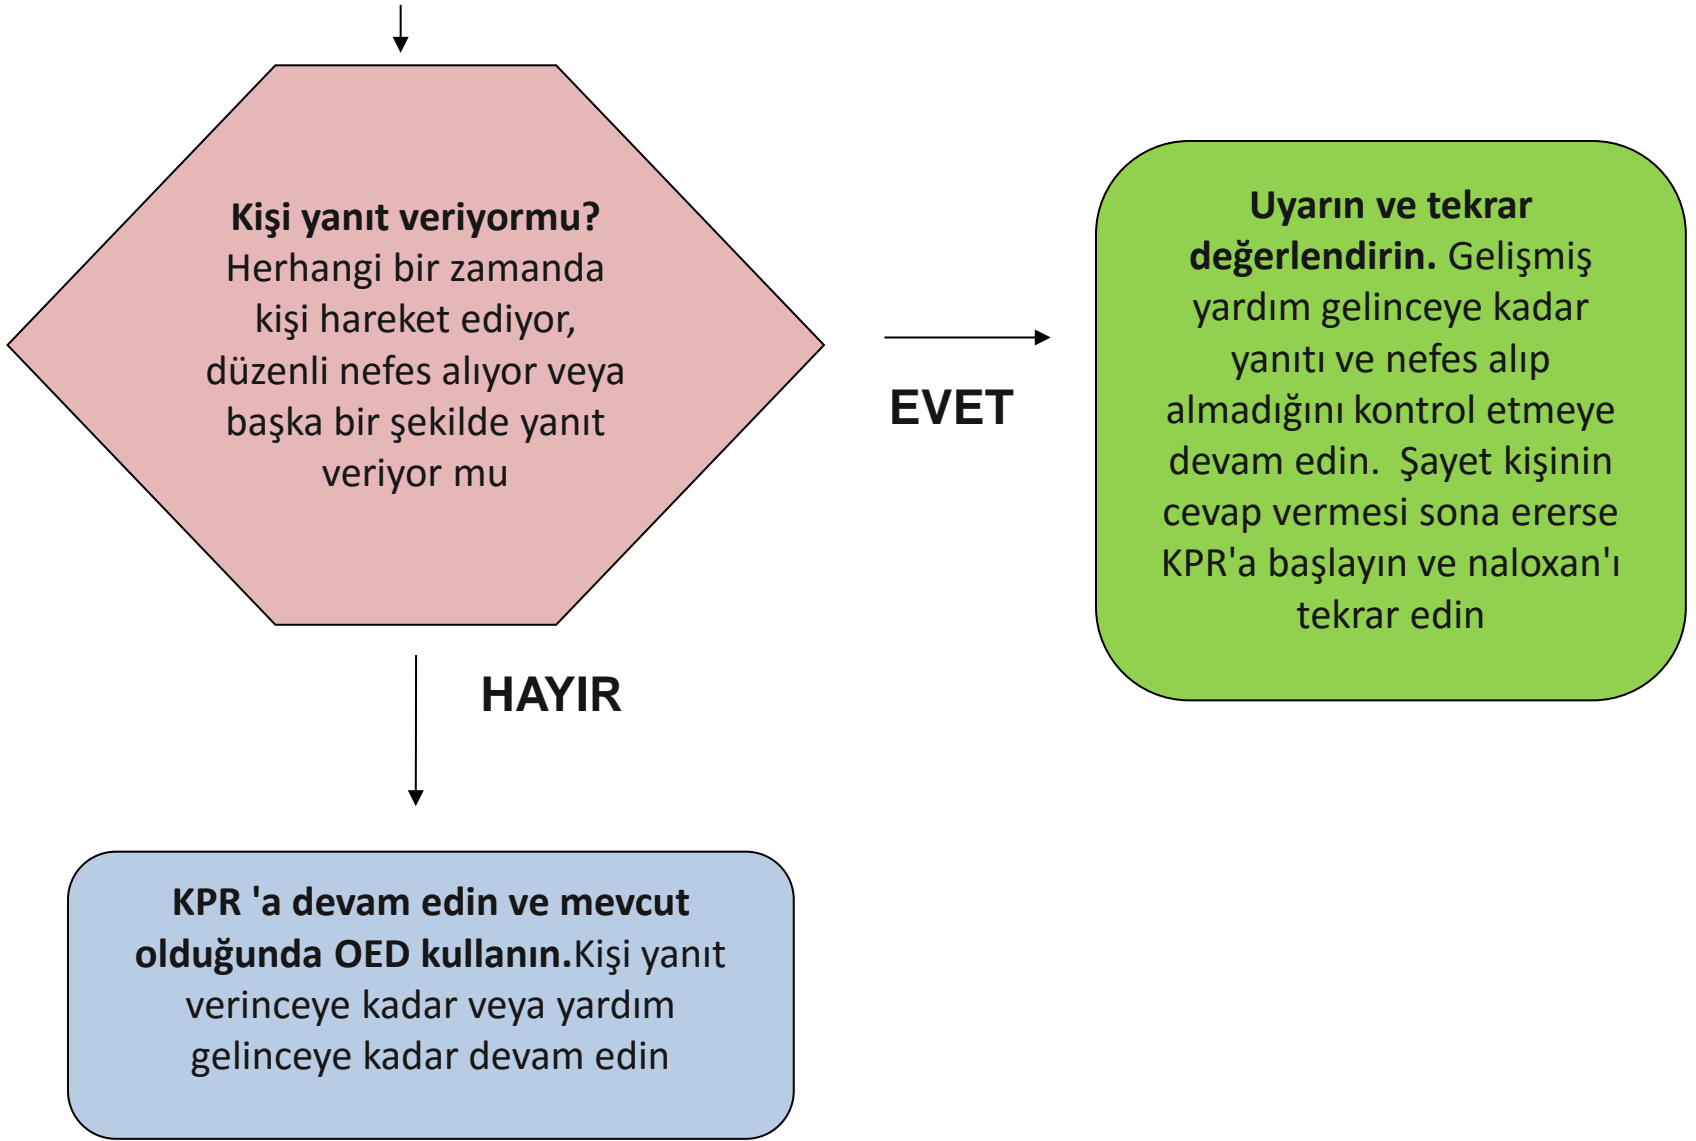 Kişi yanıt veriyormu?
Herhangi bir zamanda
kişi hareket ediyor,
düzenli nefes alıyor veya
başka bir şekilde yanıt
veriyor mu
EVET
Uyarın ve tekrar
değerlendirin. Gelişmiş
yardım gelinceye kadar
yanıtı ve nefes alıp
almadığını kontrol etmeye
devam edin.  Şayet kişinin
cevap vermesi sona ererse
KPR'a başlayın ve naloxan'ı
tekrar edin
HAYIR
KPR 'a devam edin ve mevcut
olduğunda OED kullanın.Kişi yanıt
verinceye kadar veya yardım
gelinceye kadar devam edin